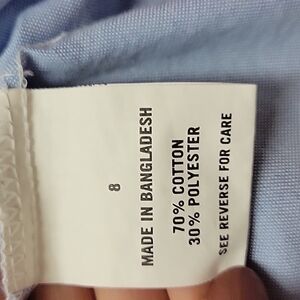 8
MADE IN BANGLADESH
70% COTTON
30% POLYESTER
SEE REVERSE FOR CARE